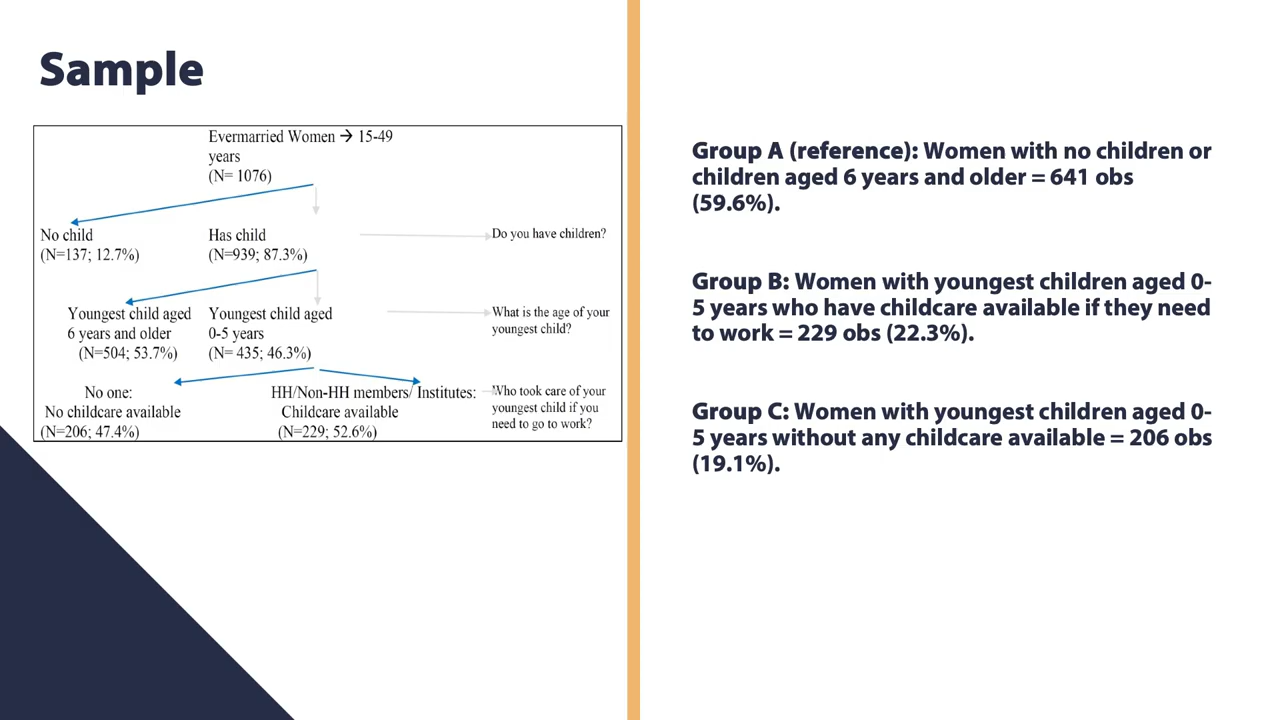 Sample
Evermarried Women → 15-49
years
(N= 1076)
No child
(N=137; 12.7%)
Has child
(N=939; 87.3%)
Do you have children?
Youngest child aged
6 years and older
(N=504; 53.7%)
Youngest child aged
0-5 years
(N= 435; 46.3%)
What is the age of your
youngest child?
No one:
No childcare available
(N=206; 47.4%)
HH/Non-HH members/ Institutes:
Childcare available
(N=229; 52.6%)
Who took care of your
youngest child if you
need to go to work?
Group A (reference): Women with no children or
children aged 6 years and older = 641 obs
(59.6%).
Group B: Women with youngest children aged 0-
5 years who have childcare available if they need
to work = 229 obs (22.3%).
Group C: Women with youngest children aged 0-
5 years without any childcare available = 206 obs
(19.1%).